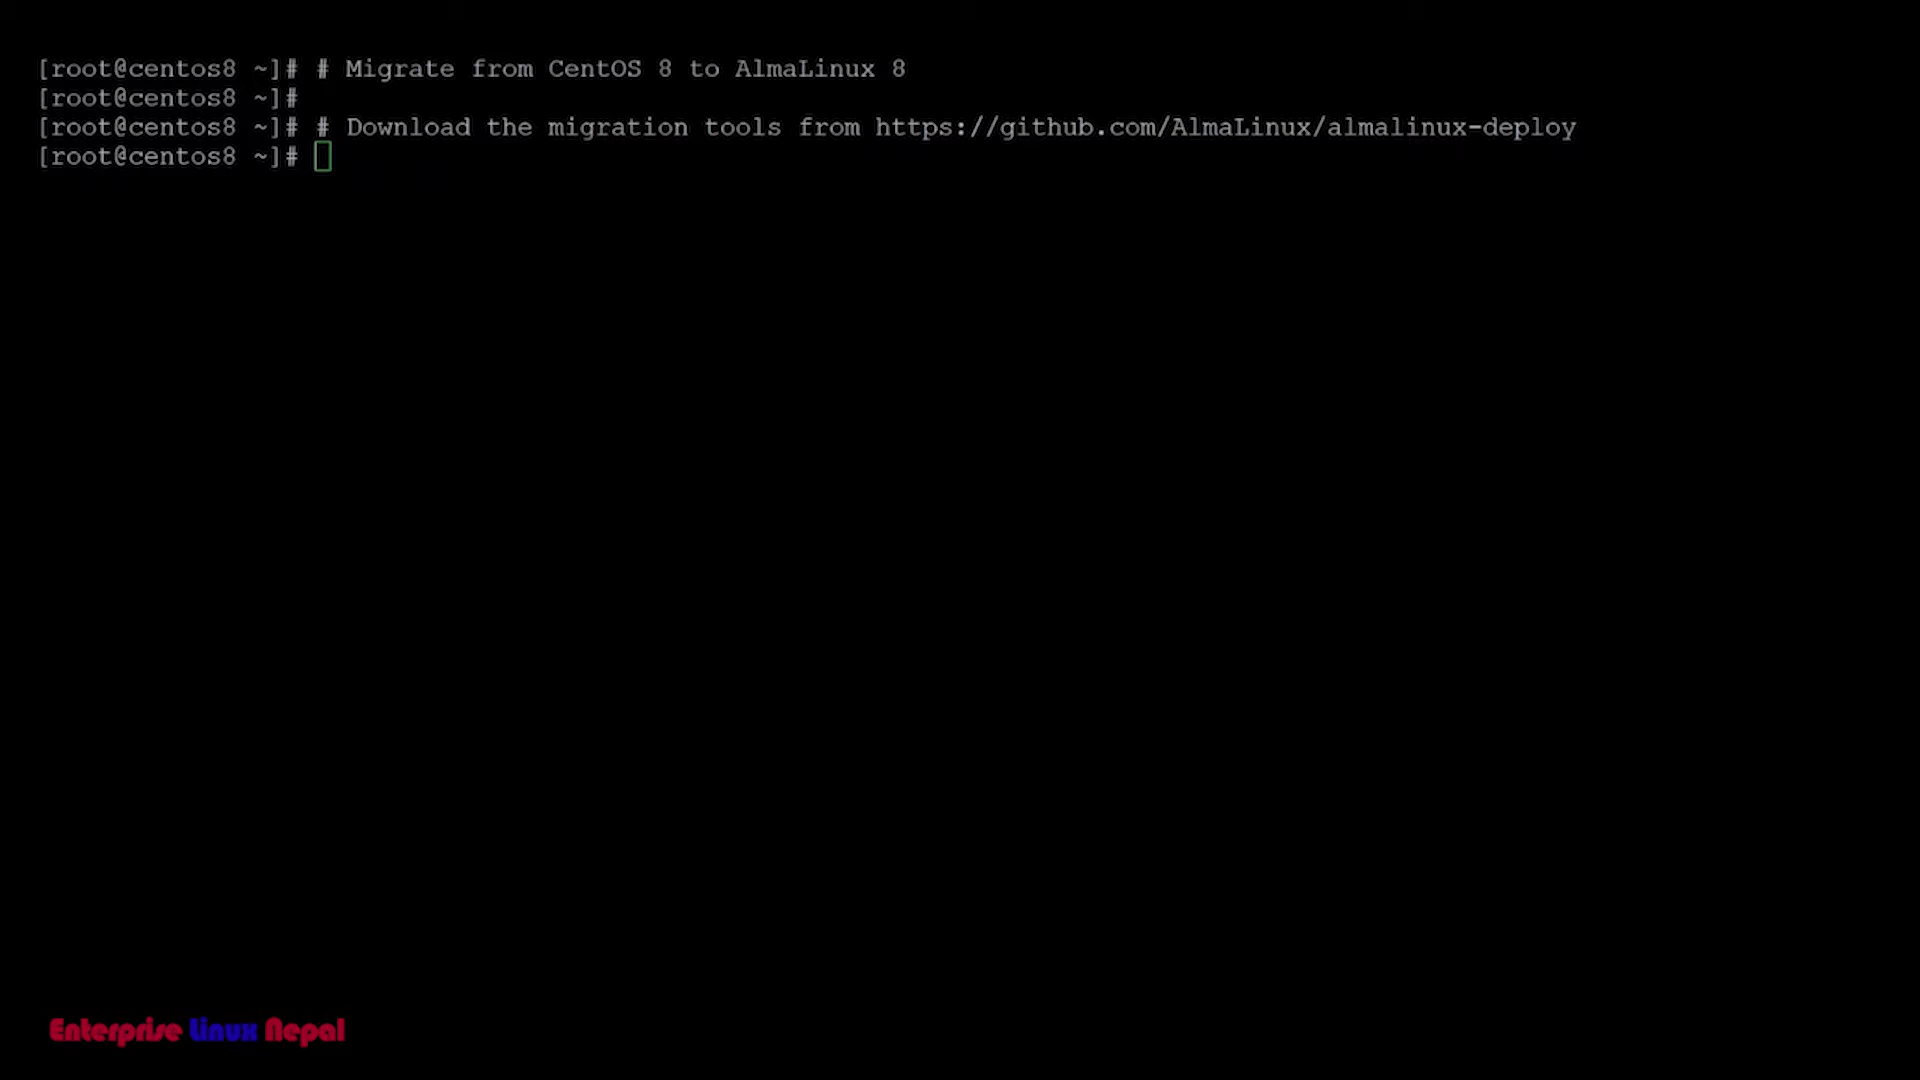 [root@centos8 ~]# # Migrate from CentOS 8 to AlmaLinux 8
[root@centos8 ~]#
[root@centos8 ~]# # Download the migration tools from https://github.com/AlmaLinux/almalinux-deploy
[root@centos8 ~]#
Enterprise Linux Nepal